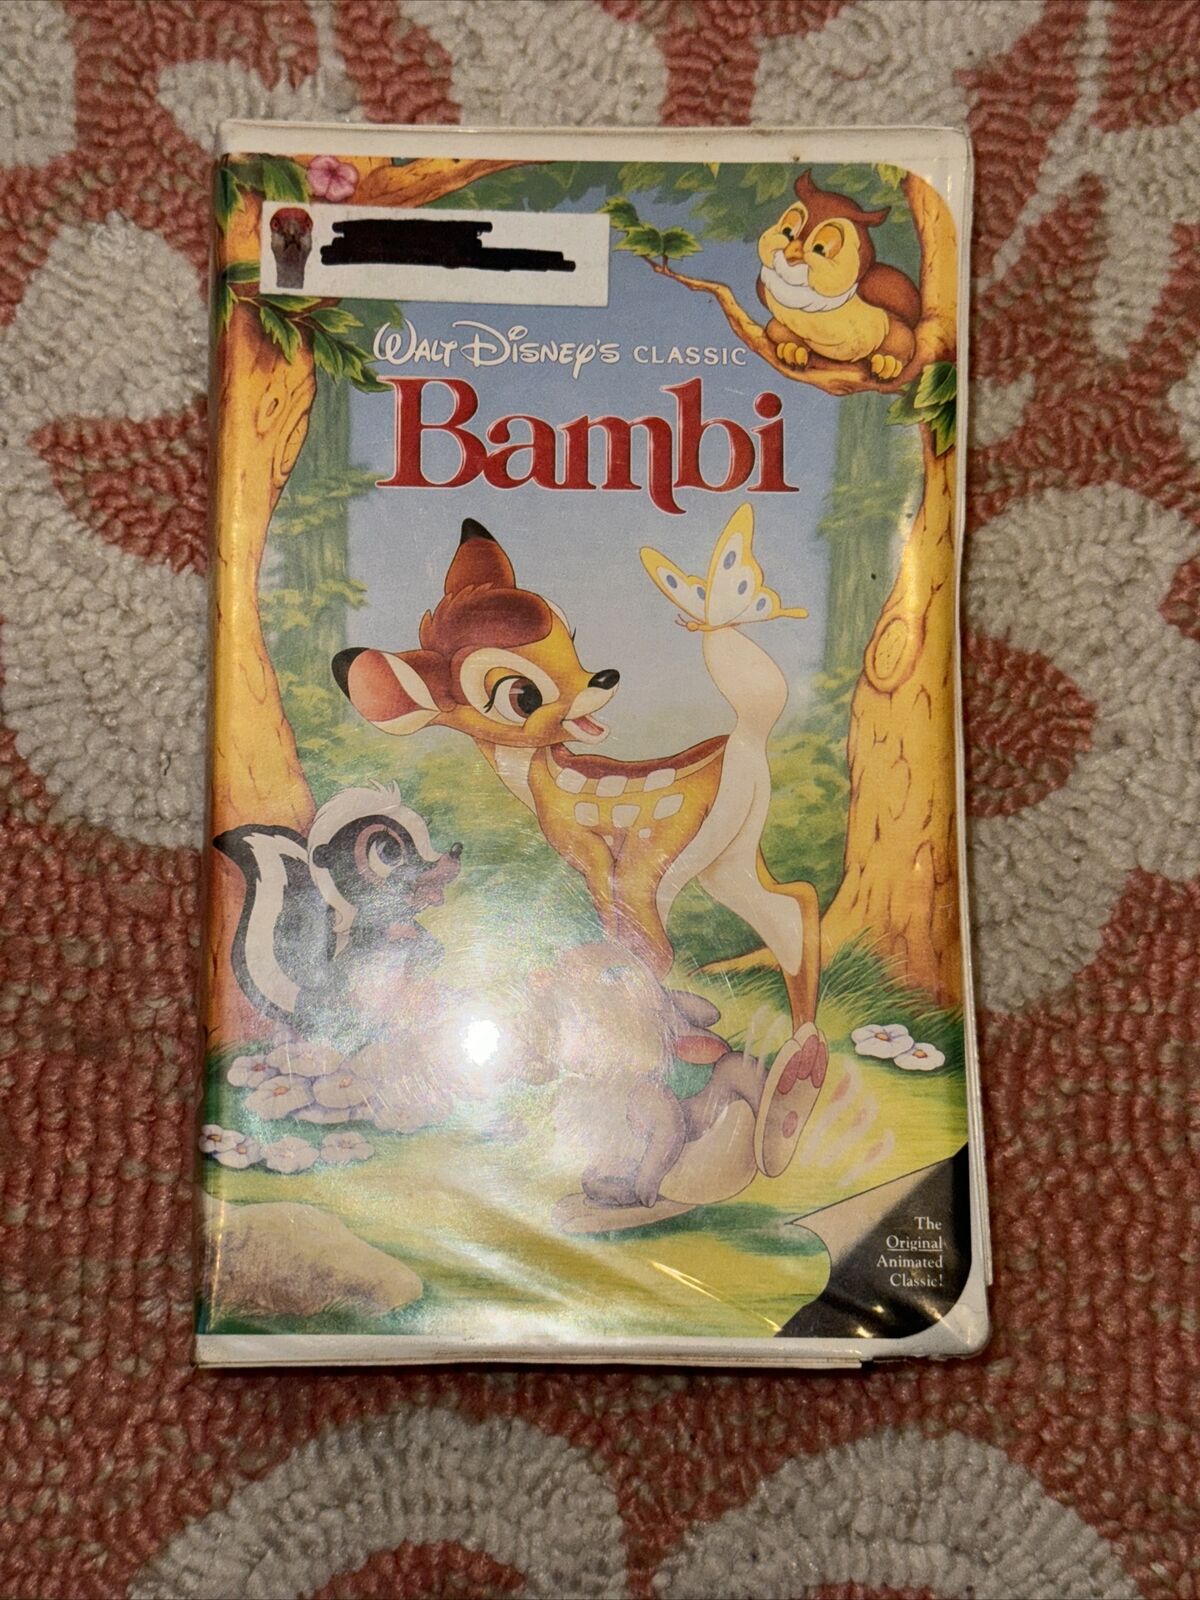 WALT DISNEY'S CLASSIC
Bambi
The
Original
Animated
Classic!